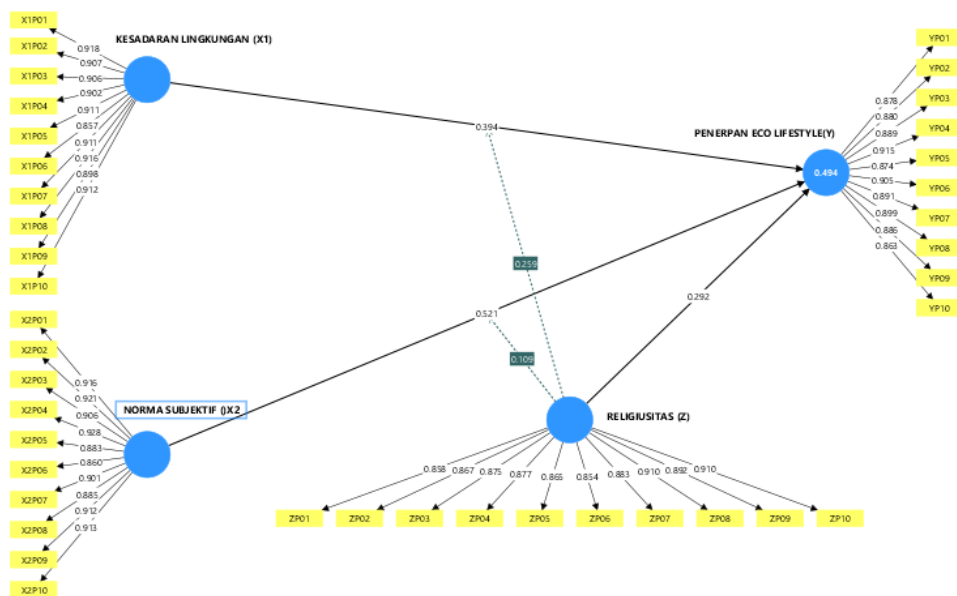 X1P01
X1P02
X1P03
X1P04
X1P05
X1P06
X1P07
X1P08
X1P09
X1P10
0.918
0.907
0.906
0.902
0.911
0.857
0.911
0.916
0.898
0.912
KESADARAN LINGKUNGAN (X1)
X2P01
X2P02
X2P03
X2P04
X2P05
X2P06
X2P07
X2P08
X2P09
X2P10
0.916
0.921
0.906
0.928
0.883
0.860
0.901
0.885
0.912
0.913
NORMA SUBJEKTIF ()X2
0.394
0.259
0.521
0.109
0.292
PENERPAN ECO LIFESTYLE(Y)
0.494
YP01
YP02
YP03
YP04
YP05
YP06
YP07
YP08
YP09
YP10
0.878
0.880
0.889
0.915
0.874
0.905
0.891
0.899
0.886
0.863
RELIGIUSITAS (Z)
0.858
0.867
0.875
0.877
0.865
0.854
0.883
0.910
0.892
0.910
ZP01
ZP02
ZP03
ZP04
ZP05
ZP06
ZP07
ZP08
ZP09
ZP10